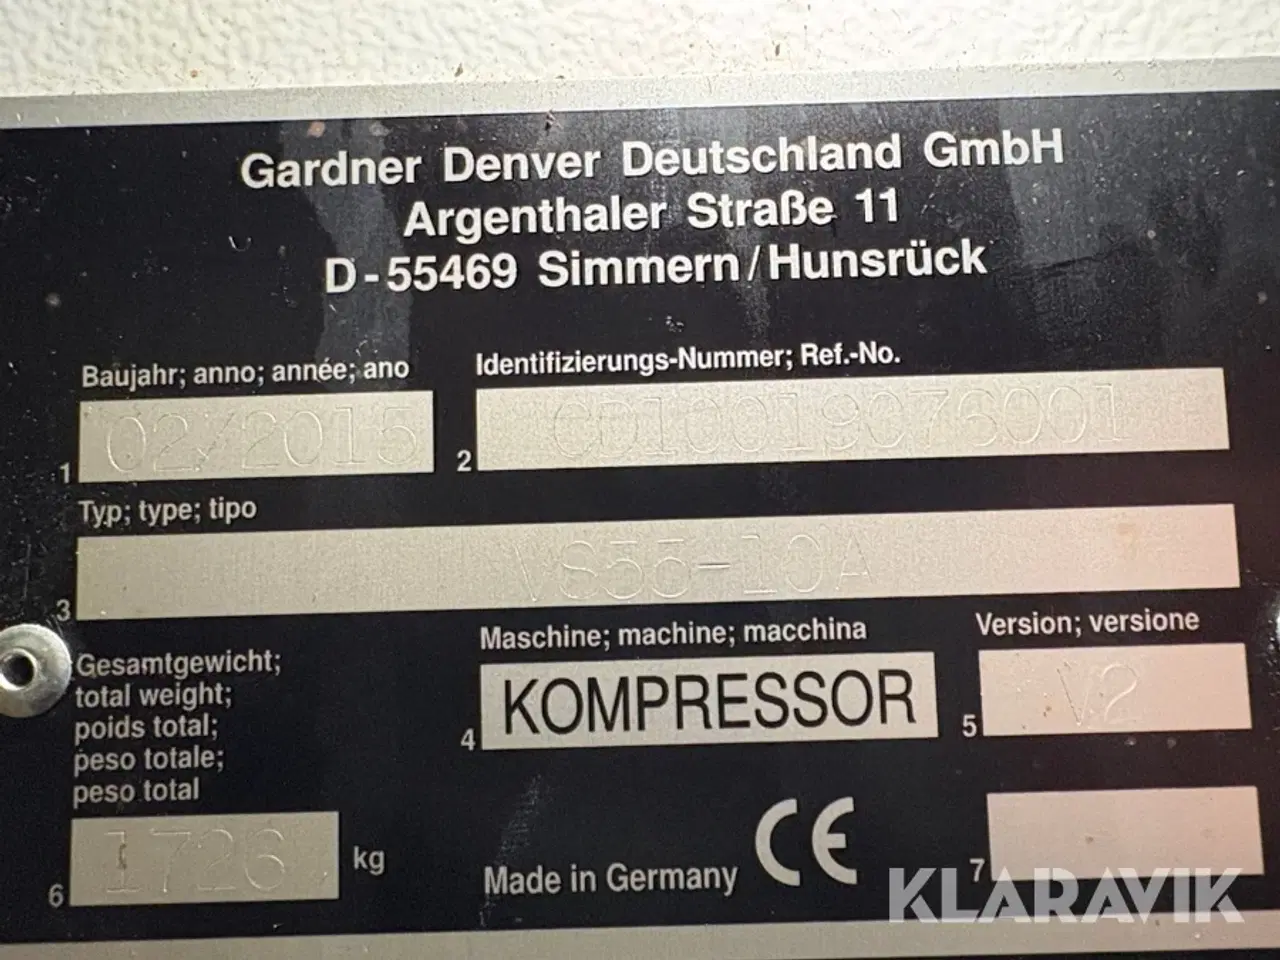 Gardner Denver Deutschland GmbH
Argenthaler Straße 11
D-55469 Simmern/Hunsrück
Baujahr; anno; année; ano
Identifizierungs-Nummer; Ref.-No.
1 02/2015
2 CD10019076001
Typ; type; tipo
3
Maschine; machine; macchina
Version; versione
Gesamtgewicht;
total weight;
poids total;
peso totale;
peso total
4 KOMPRESSOR
5 V2
6 1726 kg
Made in Germany
CE
7
KLARAVIK